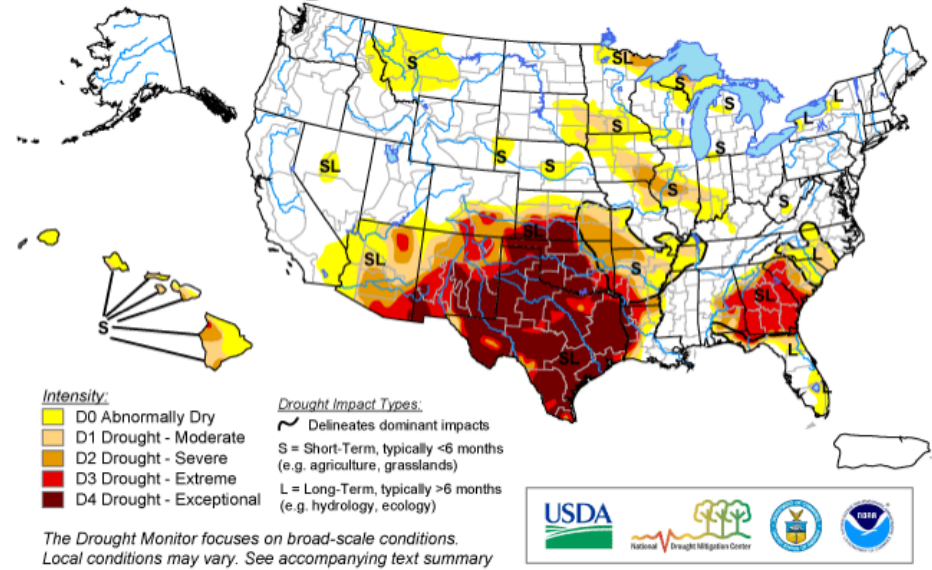 S
SL
S
S
L
L
S
S
SL
S
S
S
S
SL
SL
S
L
SL
S
SL
L
L
Intensity:
D0 Abnormally Dry
D1 Drought - Moderate
D2 Drought - Severe
D3 Drought - Extreme
D4 Drought - Exceptional
Drought Impact Types:
Delineates dominant impacts
S = Short-Term, typically <6 months
(e.g. agriculture, grasslands)
L = Long-Term, typically >6 months
(e.g. hydrology, ecology)
The Drought Monitor focuses on broad-scale conditions.
Local conditions may vary. See accompanying text summary
USDA
National Drought Mitigation Center
NOAA